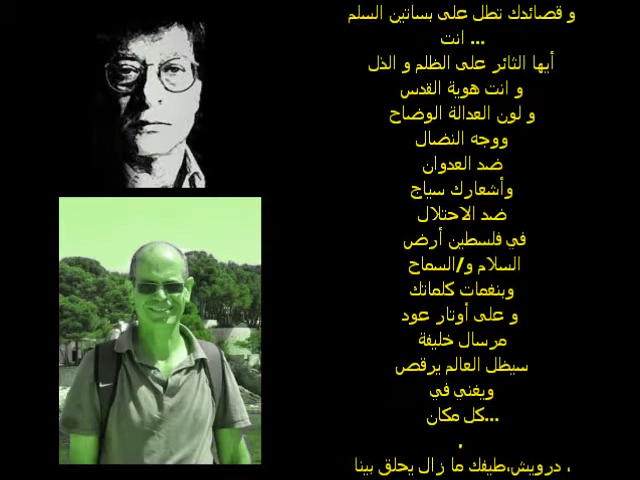 و قصائدك تطل على بساتين السلم
... انت
أيها الثائر على الظلم و الذل
و انت هوية القدس
و لون العدالة الوضاح
ووجه النضال
ضد العدوان
وأشعارك سياج
ضد الاحتلال
في فلسطين أرض
السلام و/السماح
وبنغمات كلماتك
و على أوتار عود
مرسال خليفة
سيظل العالم يرقص
ويغني في
كل مكان...
,
، درويش،طيفك ما زال يحلق بينا